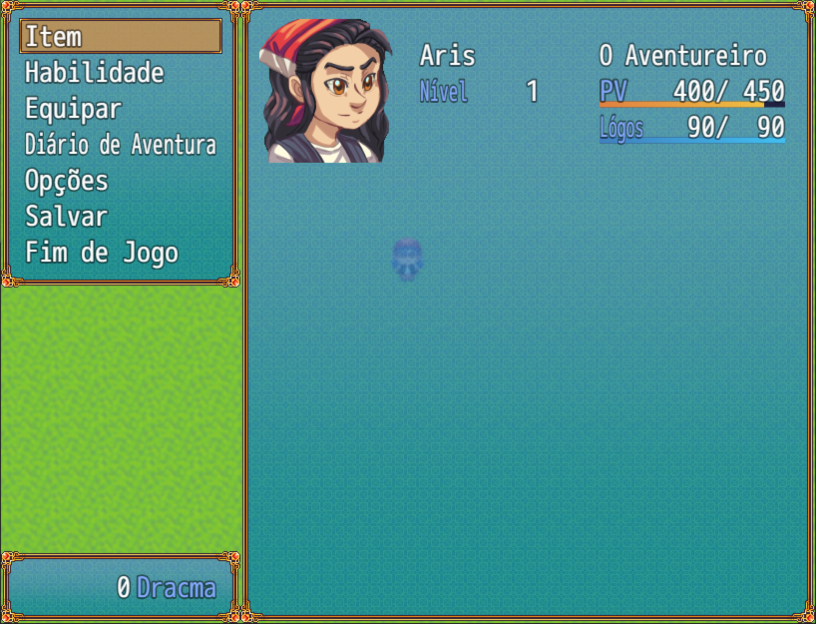 Item
Habilidade
Equipar
Diário de Aventura
Opções
Salvar
Fim de Jogo
Aris
O Aventureiro
Nível 1
PV 400/ 450
Lógos 90/ 90
0 Dracma